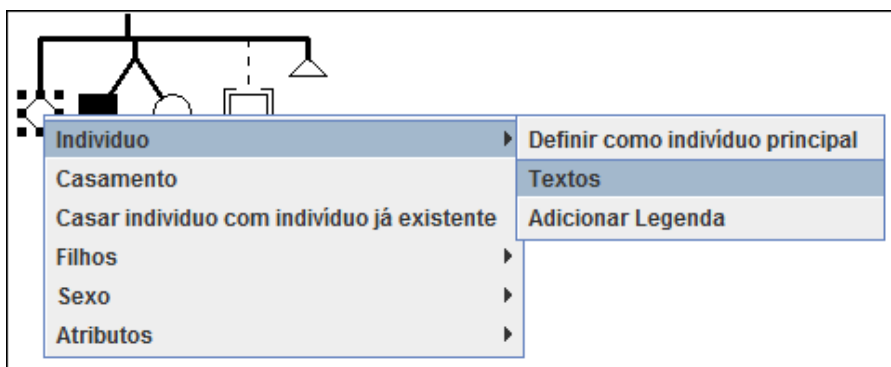 Individuo
Casamento
Casar individuo com indivíduo já existente
Filhos
Sexo
Atributos
Definir como indivíduo principal
Textos
Adicionar Legenda